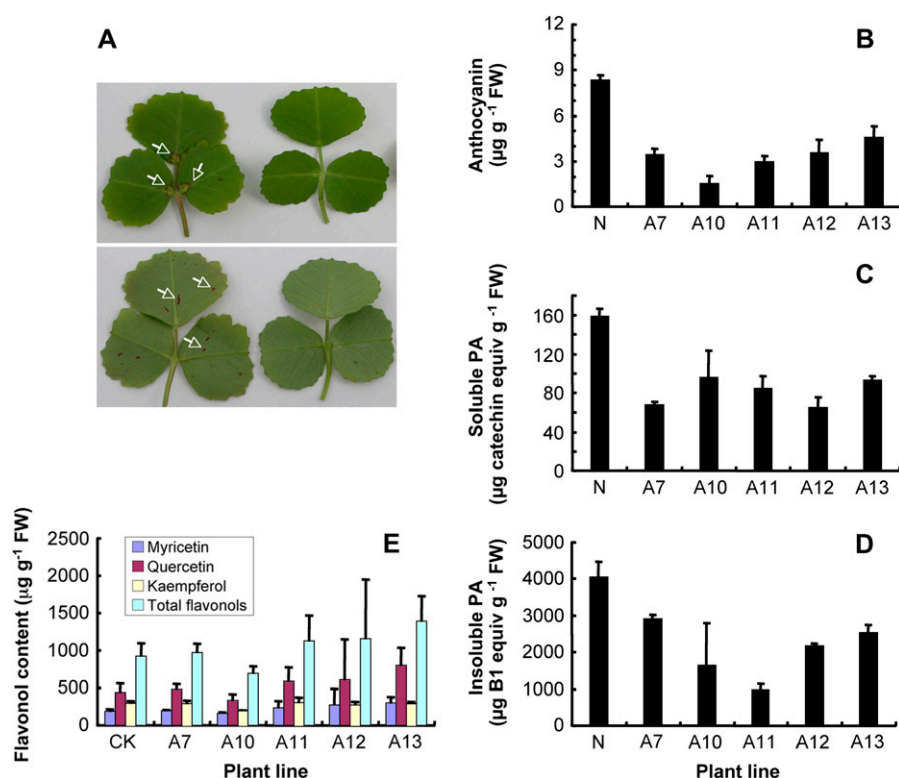 A
B
Anthocyanin
(µg g⁻¹ FW)
12
9
6
3
0
N A7 A10 A11 A12 A13
C
Soluble PA
(µg catechin equiv g⁻¹ FW)
160
120
80
40
0
N A7 A10 A11 A12 A13
D
Insoluble PA
(µg B1 equiv g⁻¹ FW)
5000
4000
3000
2000
1000
0
N A7 A10 A11 A12 A13
Plant line
E
Flavonol content (µg g⁻¹ FW)
2500
2000
1500
1000
500
0
Myricetin
Quercetin
Kaempferol
Total flavonols
CK A7 A10 A11 A12 A13
Plant line